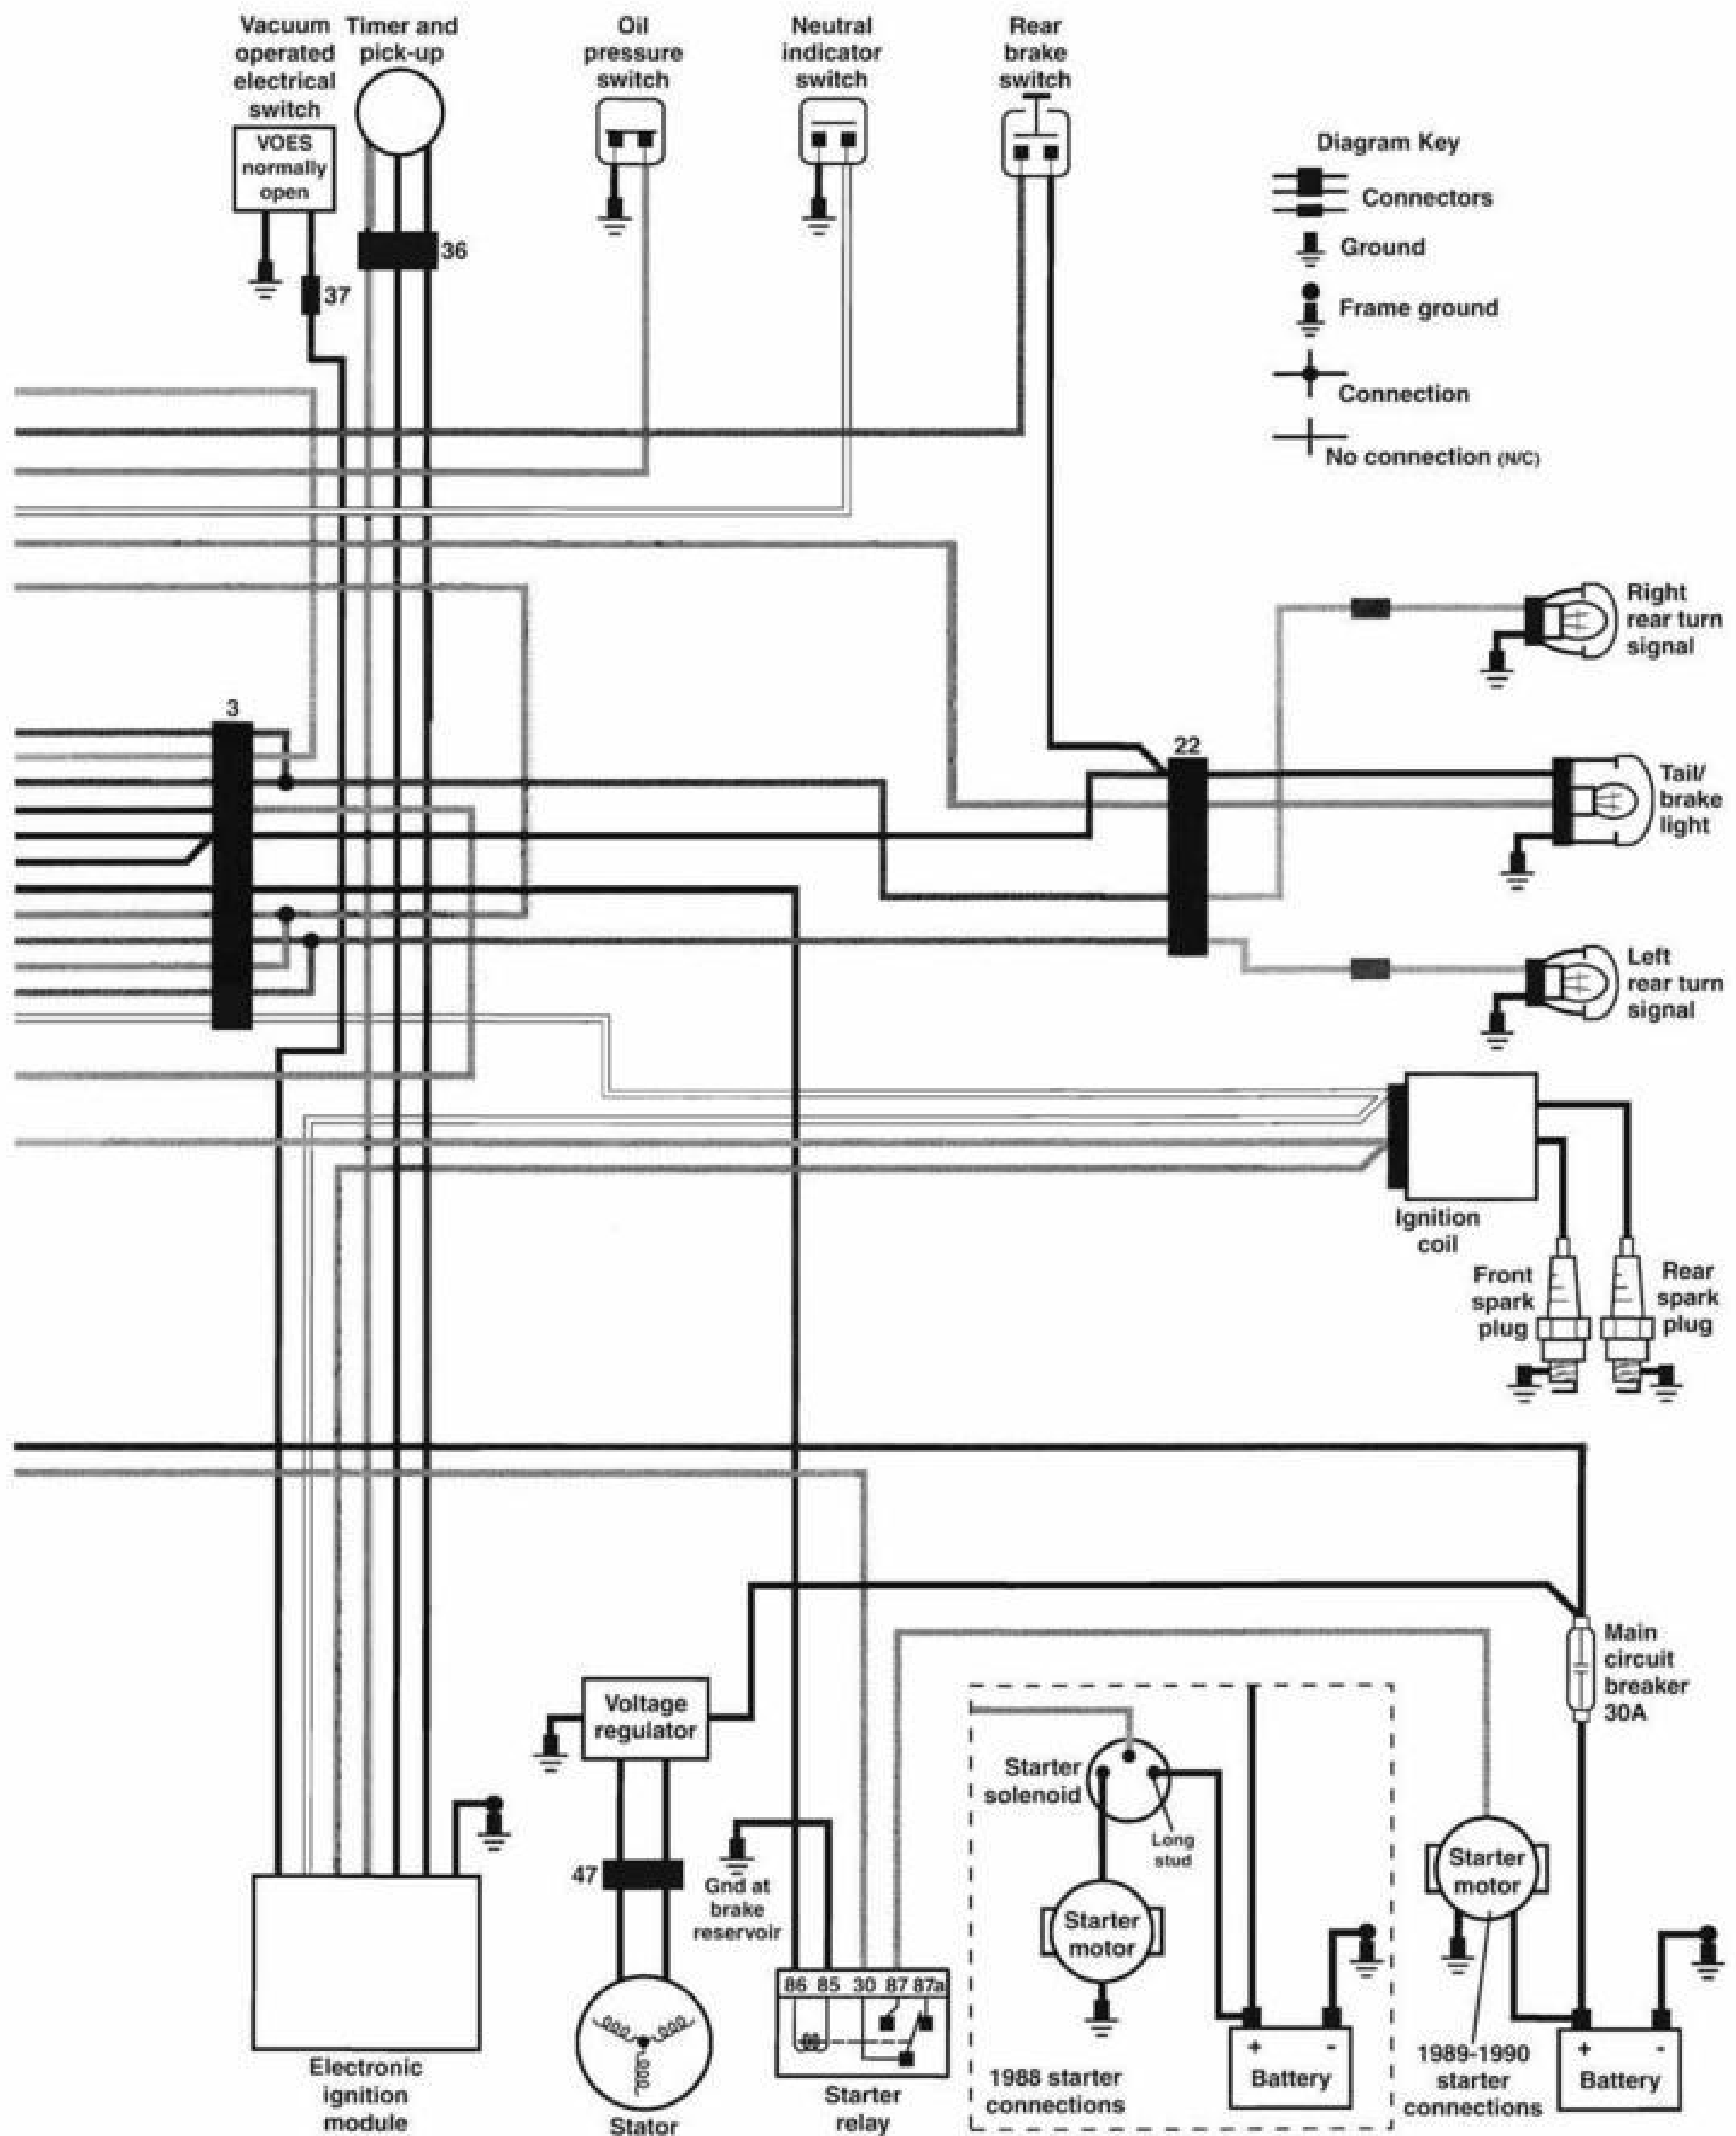 Vacuum
operated
electrical
switch
Timer and
pick-up
Oil
pressure
switch
Neutral
indicator
switch
Rear
brake
switch
VOES
normally
open
36
37
Diagram Key
Connectors
Ground
Frame ground
Connection
No connection (N/C)
Right
rear turn
signal
3
22
Tail/
brake
light
Left
rear turn
signal
Ignition
coil
Front
spark
plug
Rear
spark
plug
Main
circuit
breaker
30A
Voltage
regulator
Starter
solenoid
Long
stud
47
Gnd at
brake
reservoir
Starter
motor
Starter
motor
86 85 30 87 87a
+ -
Battery
+ -
Battery
1988 starter
connections
1989-1990
starter
connections
Electronic
ignition
module
Stator
Starter
relay